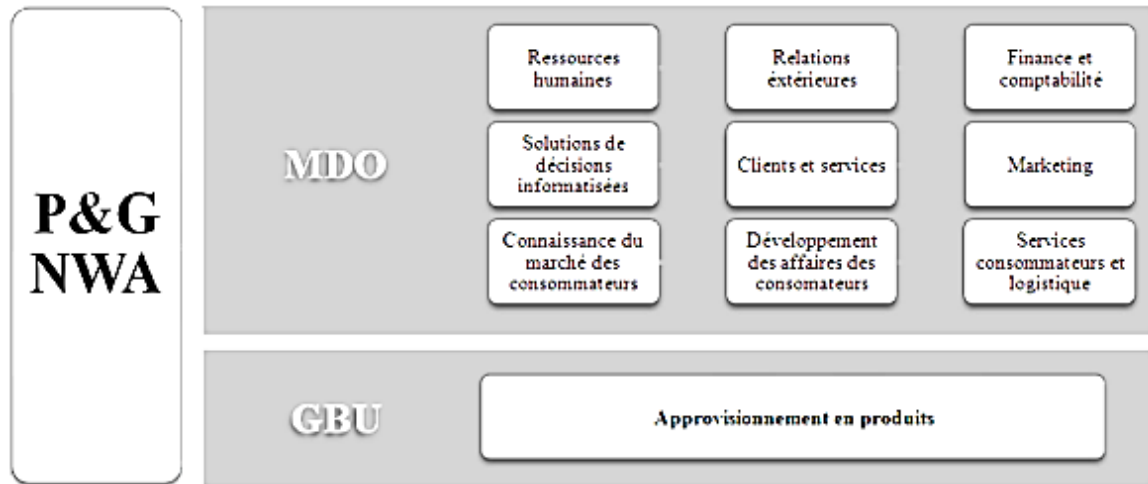 P&G
NWA
MDO
Ressources
humaines
Relations
éxtérieures
Finance et
comptabilité
Solutions de
décisions
informatisées
Clients et services
Marketing
Connaissance du
marché des
consommateurs
Développement
des affaires des
consomateurs
Services
consommateurs et
logistique
GBU
Approvisionnement en produits